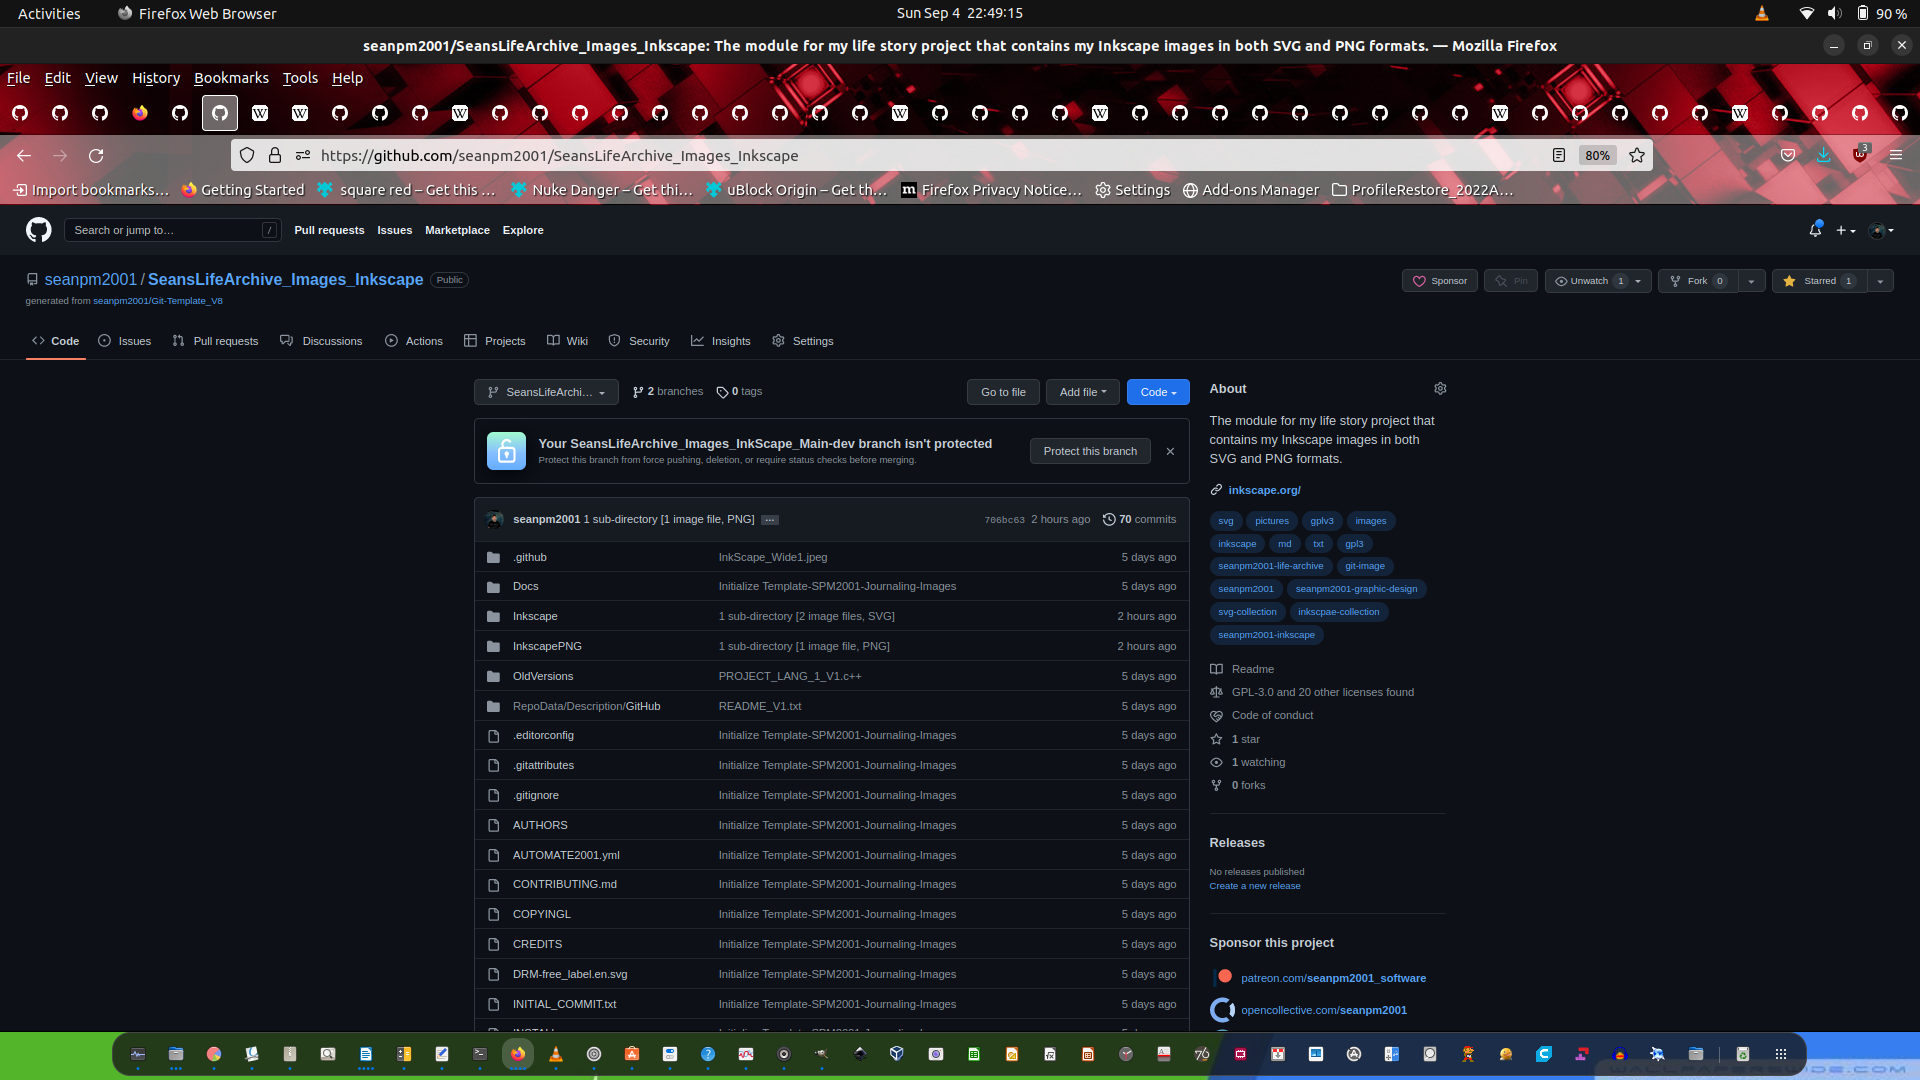 Activities Firefox Web Browser Sun Sep 4 22:49:15 90 %
seanpm2001/SeansLifeArchive_Images_Inkscape: The module for my life story project that contains my Inkscape images in both SVG and PNG formats. — Mozilla Firefox
File Edit View History Bookmarks Tools Help
https://github.com/seanpm2001/SeansLifeArchive_Images_Inkscape 80% 3
Import bookmarks… Getting Started square red – Get this … Nuke Danger – Get thi… uBlock Origin – Get th… Firefox Privacy Notice… Settings Add-ons Manager ProfileRestore_2022A…
Search or jump to… / Pull requests Issues Marketplace Explore
seanpm2001 / SeansLifeArchive_Images_Inkscape Public Sponsor Pin Unwatch 1 Fork 0 Starred 1
generated from seanpm2001/Git-Template_V8
Code Issues Pull requests Discussions Actions Projects Wiki Security Insights Settings
SeansLifeArchi… 2 branches 0 tags Go to file Add file Code
Your SeansLifeArchive_Images_InkScape_Main-dev branch isn't protected
Protect this branch from force pushing, deletion, or require status checks before merging.
Protect this branch
seanpm2001 1 sub-directory [1 image file, PNG] … 706bc63 2 hours ago 70 commits
.github InkScape_Wide1.jpeg 5 days ago
Docs Initialize Template-SPM2001-Journaling-Images 5 days ago
Inkscape 1 sub-directory [2 image files, SVG] 2 hours ago
InkscapePNG 1 sub-directory [1 image file, PNG] 2 hours ago
OldVersions PROJECT_LANG_1_V1.c++ 5 days ago
RepoData/Description/GitHub README_V1.txt 5 days ago
.editorconfig Initialize Template-SPM2001-Journaling-Images 5 days ago
.gitattributes Initialize Template-SPM2001-Journaling-Images 5 days ago
.gitignore Initialize Template-SPM2001-Journaling-Images 5 days ago
AUTHORS Initialize Template-SPM2001-Journaling-Images 5 days ago
AUTOMATE2001.yml Initialize Template-SPM2001-Journaling-Images 5 days ago
CONTRIBUTING.md Initialize Template-SPM2001-Journaling-Images 5 days ago
COPYINGL Initialize Template-SPM2001-Journaling-Images 5 days ago
CREDITS Initialize Template-SPM2001-Journaling-Images 5 days ago
DRM-free_label.en.svg Initialize Template-SPM2001-Journaling-Images 5 days ago
INITIAL_COMMIT.txt Initialize Template-SPM2001-Journaling-Images 5 days ago
About
The module for my life story project that
contains my Inkscape images in both
SVG and PNG formats.
inkscape.org/
svg pictures gplv3 images
inkscape md txt gpl3
seanpm2001-life-archive git-image
seanpm2001 seanpm2001-graphic-design
svg-collection inkscpae-collection
seanpm2001-inkscape
Readme
GPL-3.0 and 20 other licenses found
Code of conduct
1 star
1 watching
0 forks
Releases
No releases published
Create a new release
Sponsor this project
patreon.com/seanpm2001_software
opencollective.com/seanpm2001